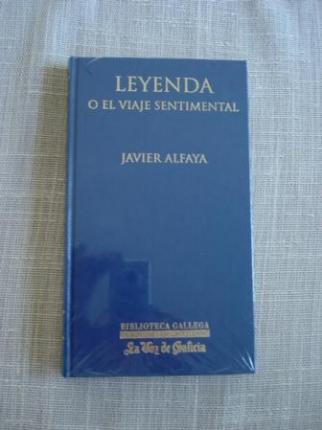 LEYENDA
O EL VIAJE SENTIMENTAL
JAVIER ALFAYA
BIBLIOTECA GALLEGA
La Voz de Galicia